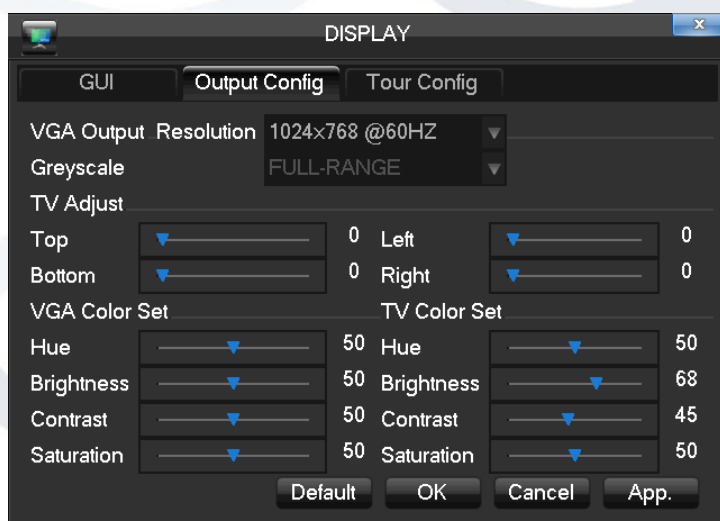 DISPLAY
x
GUI Output Config Tour Config
VGA Output Resolution 1024x768 @60HZ
Greyscale FULL-RANGE
TV Adjust
Top 0 Left 0
Bottom 0 Right 0
VGA Color Set TV Color Set
Hue 50 Hue 50
Brightness 50 Brightness 68
Contrast 50 Contrast 45
Saturation 50 Saturation 50
Default OK Cancel App.